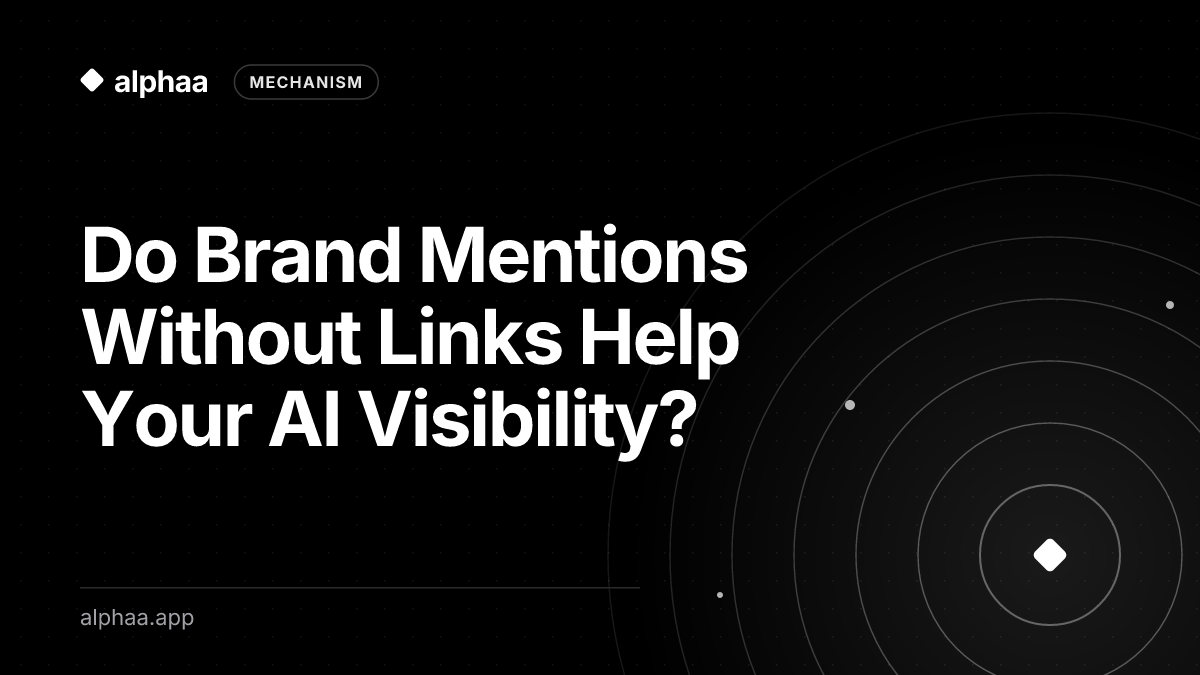 alphaa
MECHANISM
Do Brand Mentions
Without Links Help
Your AI Visibility?
alphaa.app